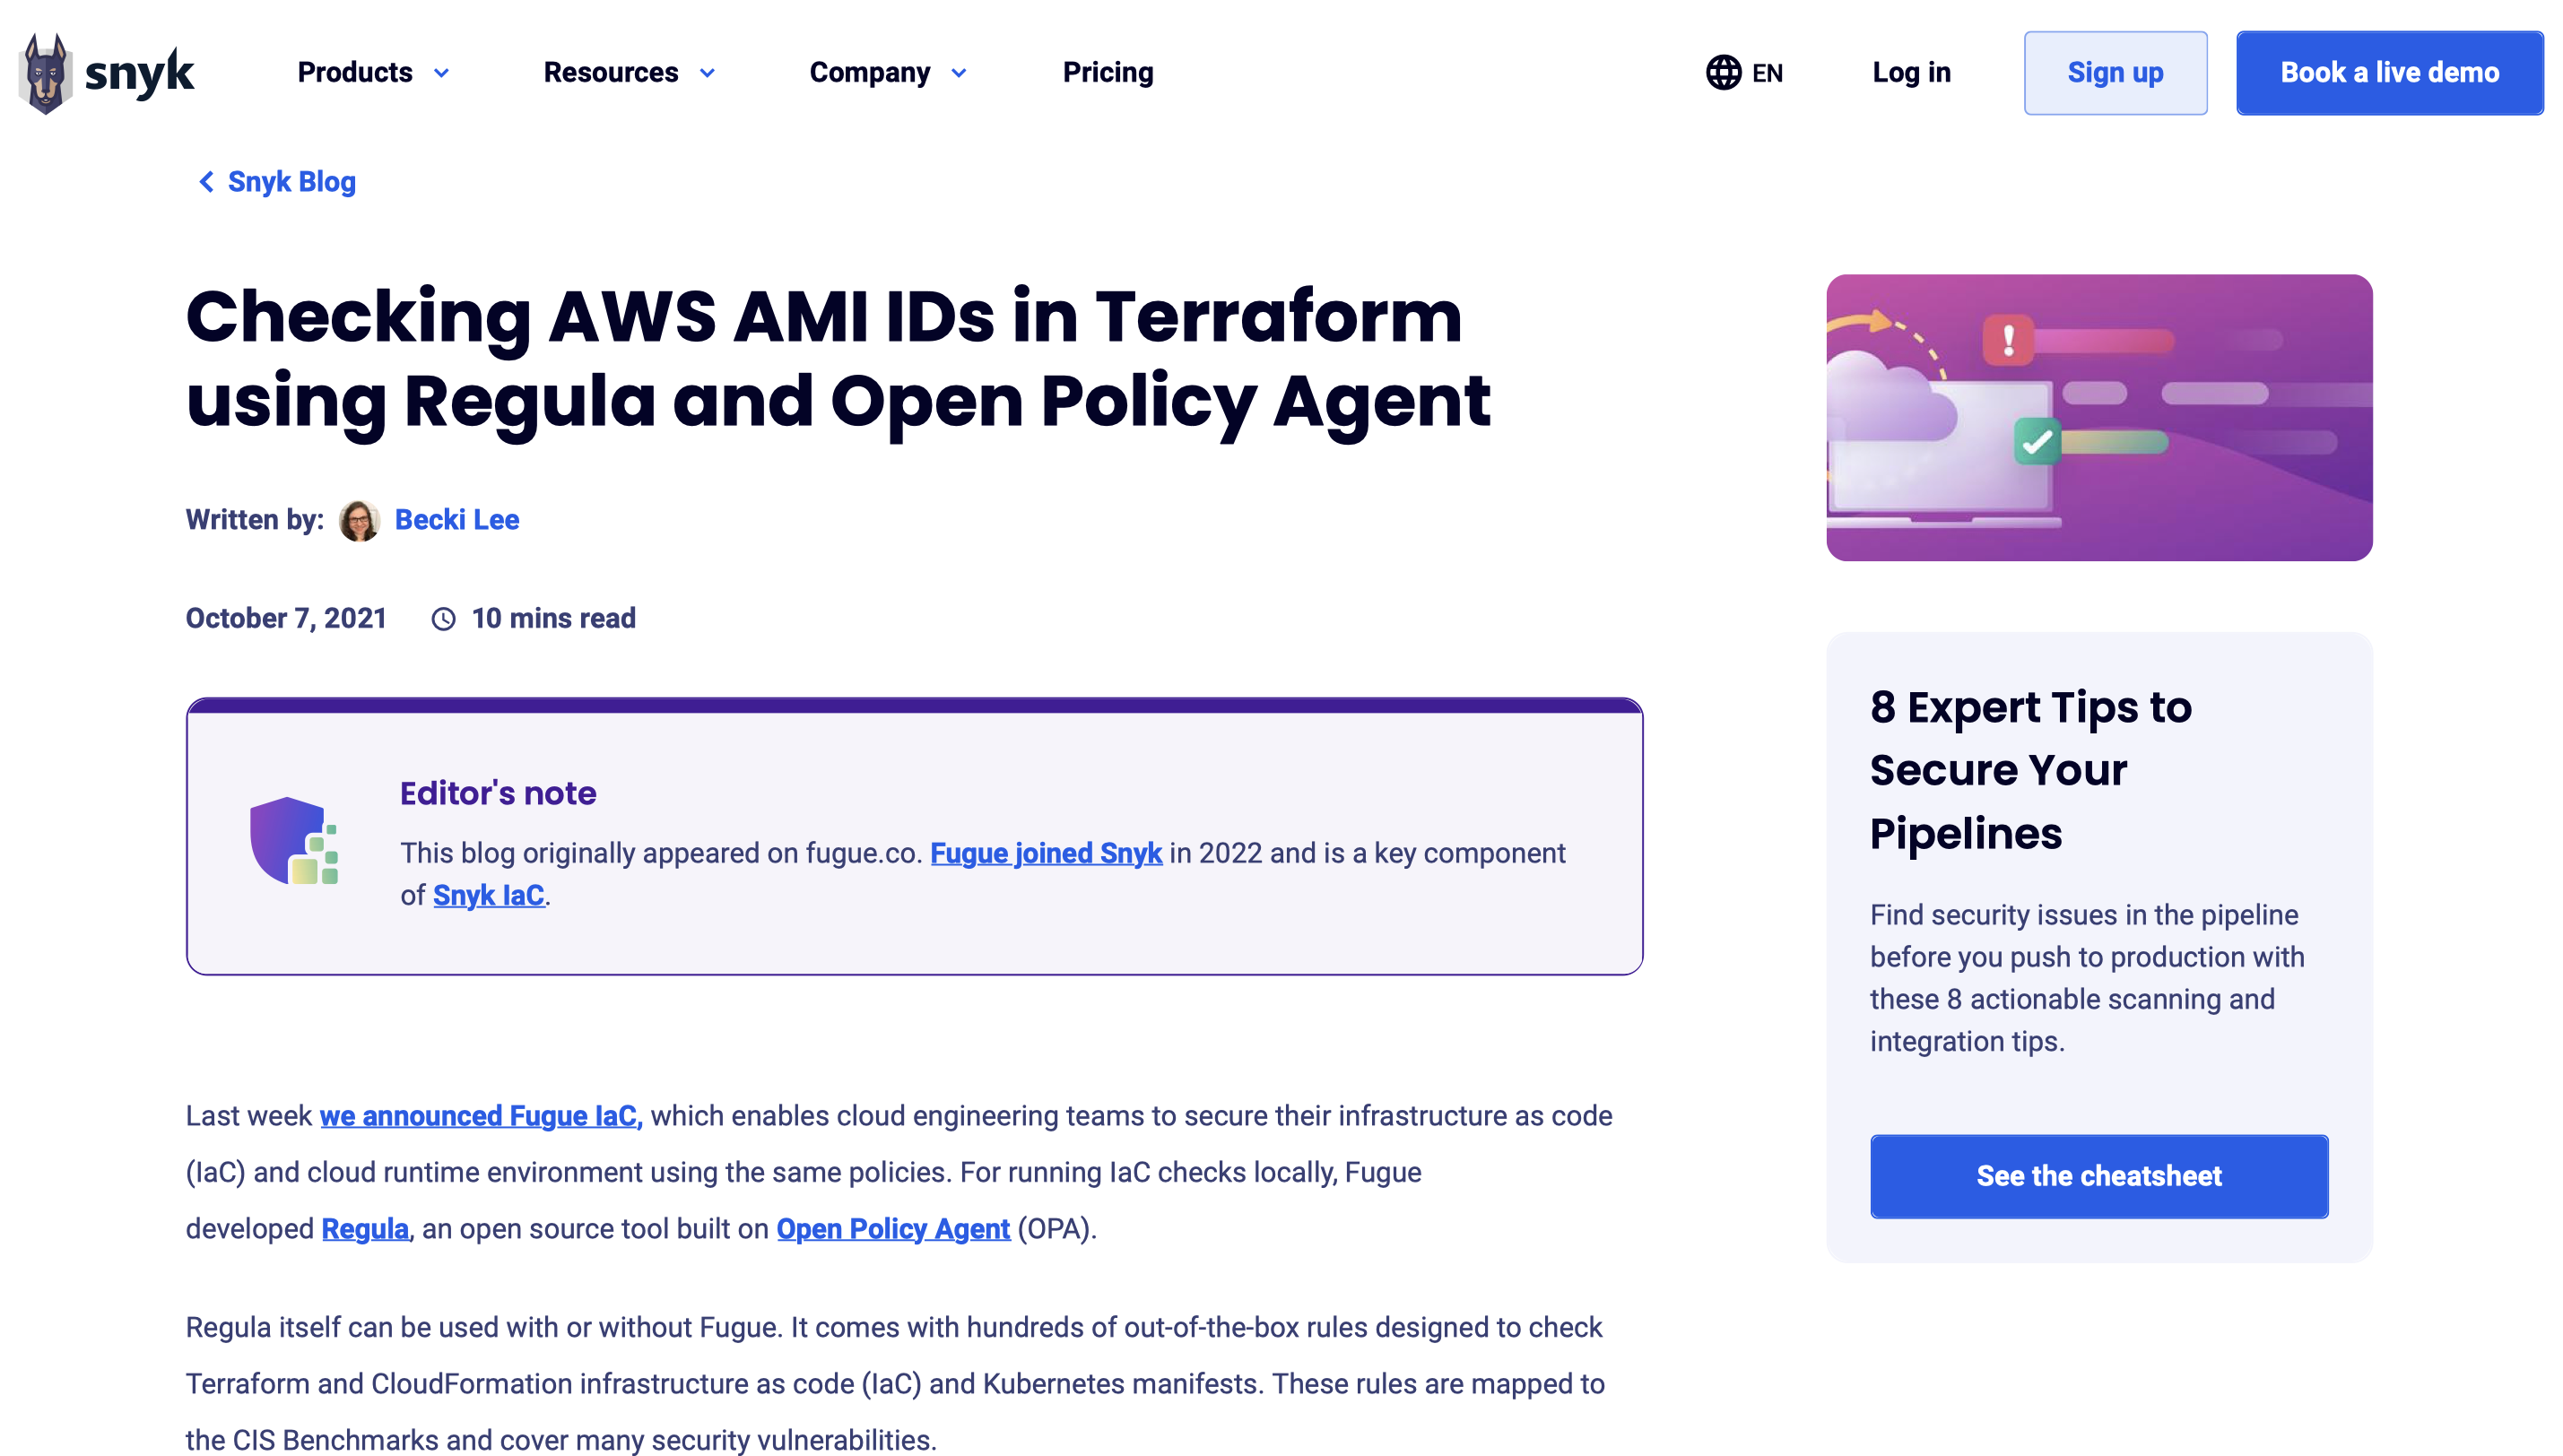 snyk
Products
Resources
Company
Pricing
EN
Log in
Sign up
Book a live demo
Snyk Blog
Checking AWS AMI IDs in Terraform
using Regula and Open Policy Agent
Written by: Becki Lee
October 7, 2021 10 mins read
Editor's note
This blog originally appeared on fugue.co. Fugue joined Snyk in 2022 and is a key component
of Snyk IaC.
Last week we announced Fugue IaC, which enables cloud engineering teams to secure their infrastructure as code
(IaC) and cloud runtime environment using the same policies. For running IaC checks locally, Fugue
developed Regula, an open source tool built on Open Policy Agent (OPA).
Regula itself can be used with or without Fugue. It comes with hundreds of out-of-the-box rules designed to check
Terraform and CloudFormation infrastructure as code (IaC) and Kubernetes manifests. These rules are mapped to
the CIS Benchmarks and cover many security vulnerabilities.
8 Expert Tips to
Secure Your
Pipelines
Find security issues in the pipeline
before you push to production with
these 8 actionable scanning and
integration tips.
See the cheatsheet